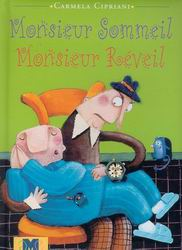 • CARMELA CIPRIANI •
Monsieur Sommeil
Monsieur Réveil
M